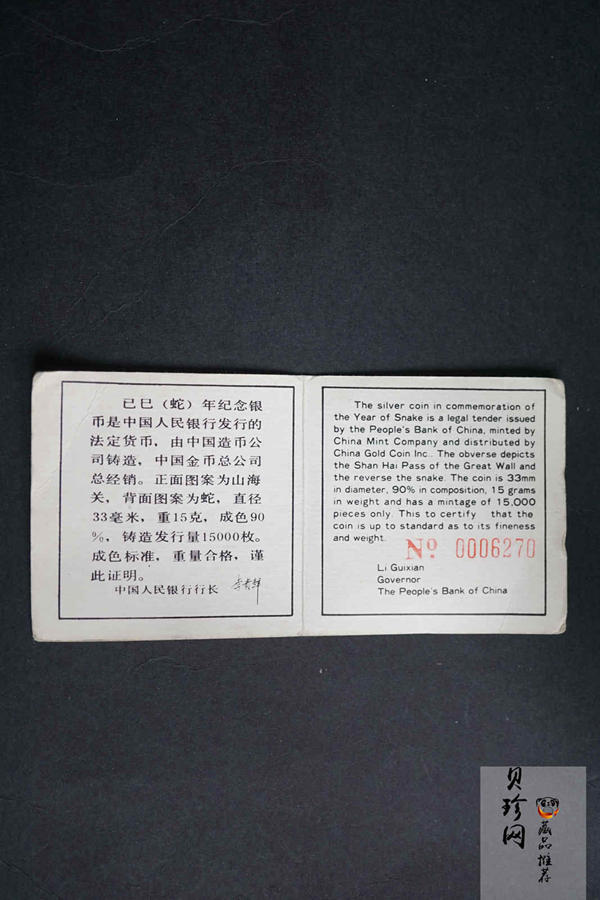 已巳（蛇）年纪念银
币是中国人民银行发行的
法定货币，由中国造币公
司铸造，中国金币总公司
总经销。正面图案为山海
关，背面图案为蛇，直径
33毫米，重15克，成色90
%，铸造发行量15000枚。
成色标准，重量合格，谨
此证明。
中国人民银行行长 李贵鲜
The silver coin in commemoration of
the Year of Snake is a legal tender issued
by the People's Bank of China, minted by
China Mint Company and distributed by
China Gold Coin Inc.. The obverse depicts
the Shan Hai Pass of the Great Wall and
the reverse the snake. The coin is 33mm
in diameter, 90% in composition, 15 grams
in weight and has a mintage of 15,000
pieces only. This to certify that the
coin is up to standard as to its fineness
and weight.
Nº 0006270
Li Guixian
Governor
The People's Bank of China
贝珍网
藏品推荐